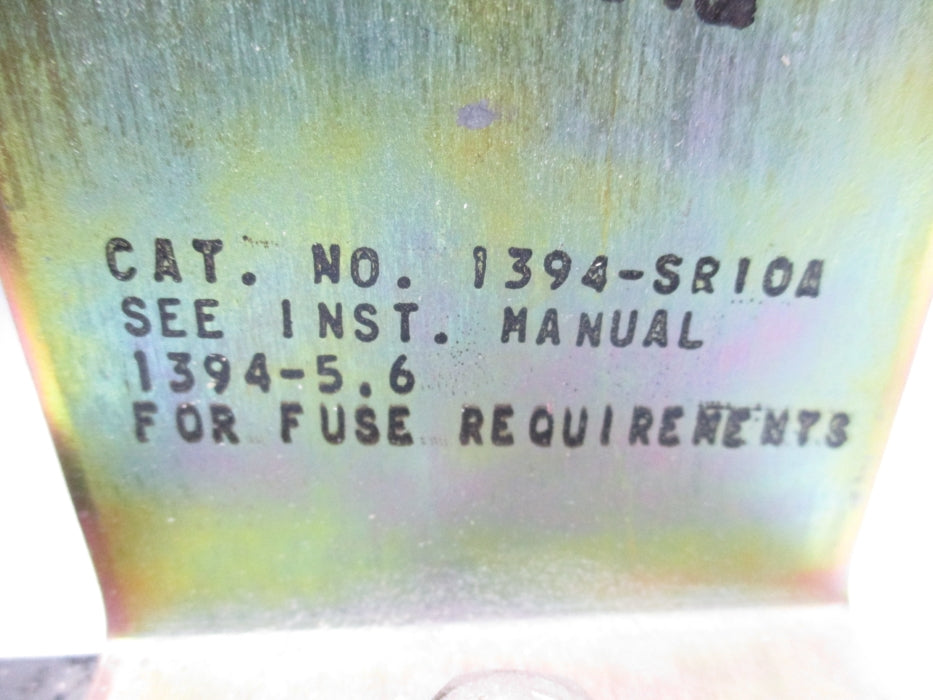 CAT. NO. 1394-SR10A
SEE INST. MANUAL
1394-5.6
FOR FUSE REQUIREMENTS